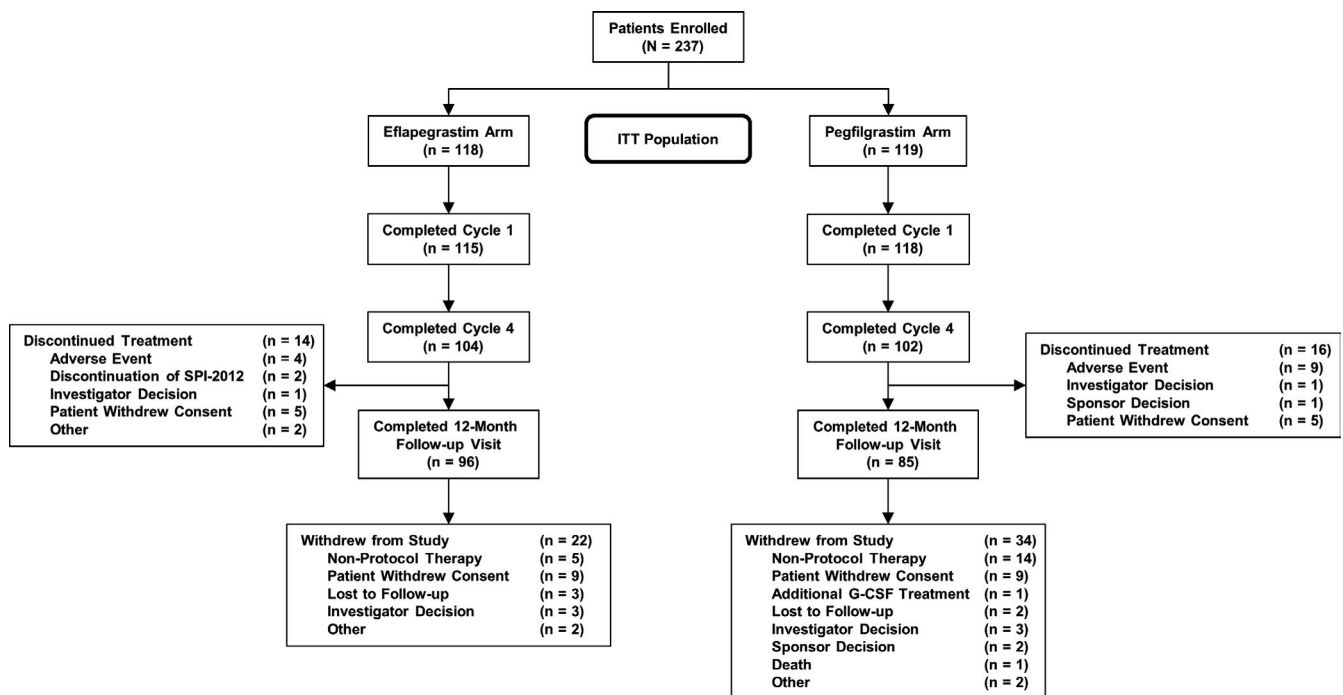 Patients Enrolled
(N = 237)
Eflapegrastim Arm
(n = 118)
ITT Population
Pegfilgrastim Arm
(n = 119)
Completed Cycle 1
(n = 115)
Completed Cycle 1
(n = 118)
Completed Cycle 4
(n = 104)
Completed Cycle 4
(n = 102)
Discontinued Treatment (n = 14)
Adverse Event (n = 4)
Discontinuation of SPI-2012 (n = 2)
Investigator Decision (n = 1)
Patient Withdrew Consent (n = 5)
Other (n = 2)
Discontinued Treatment (n = 16)
Adverse Event (n = 9)
Investigator Decision (n = 1)
Sponsor Decision (n = 1)
Patient Withdrew Consent (n = 5)
Completed 12-Month
Follow-up Visit
(n = 96)
Completed 12-Month
Follow-up Visit
(n = 85)
Withdrew from Study (n = 22)
Non-Protocol Therapy (n = 5)
Patient Withdrew Consent (n = 9)
Lost to Follow-up (n = 3)
Investigator Decision (n = 3)
Other (n = 2)
Withdrew from Study (n = 34)
Non-Protocol Therapy (n = 14)
Patient Withdrew Consent (n = 9)
Additional G-CSF Treatment (n = 1)
Lost to Follow-up (n = 2)
Investigator Decision (n = 3)
Sponsor Decision (n = 2)
Death (n = 1)
Other (n = 2)